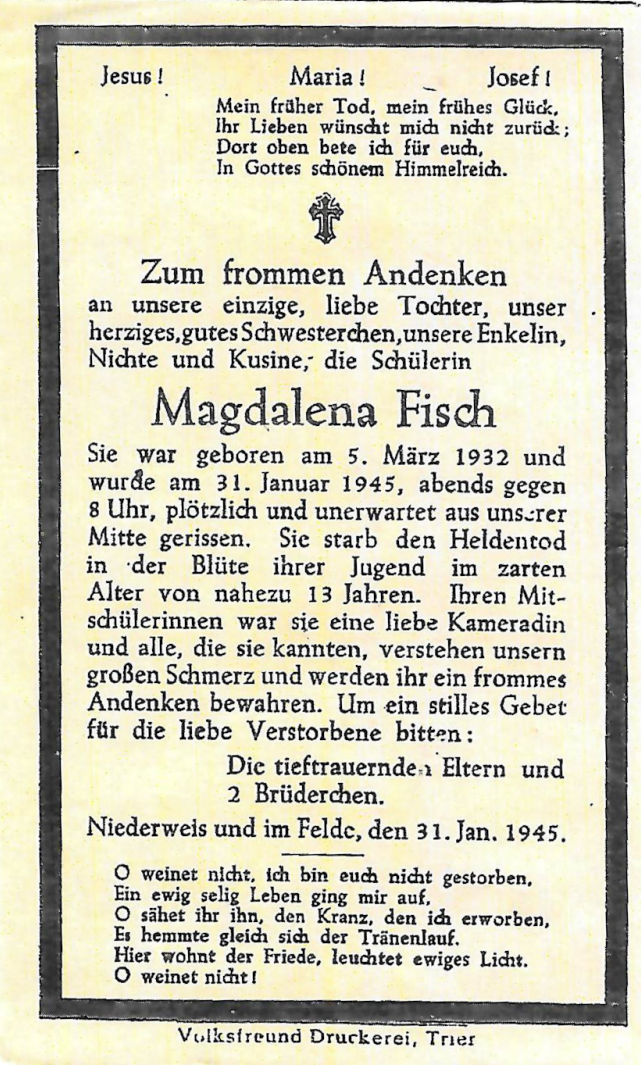 Jesus! Maria! Josef!
Mein früher Tod, mein frühes Glück,
Ihr Lieben wünscht mich nicht zurück;
Dort oben bete ich für euch,
In Gottes schönem Himmelreich.
Zum frommen Andenken
an unsere einzige, liebe Tochter, unser
herziges, gutes Schwesterchen, unsere Enkelin,
Nichte und Kusine, die Schülerin
Magdalena Fisch
Sie war geboren am 5. März 1932 und
wurde am 31. Januar 1945, abends gegen
8 Uhr, plötzlich und unerwartet aus unserer
Mitte gerissen. Sie starb den Heldentod
in der Blüte ihrer Jugend im zarten
Alter von nahezu 13 Jahren. Ihren Mit-
schülerinnen war sie eine liebe Kameradin
und alle, die sie kannten, verstehen unsern
großen Schmerz und werden ihr ein frommes
Andenken bewahren. Um ein stilles Gebet
für die liebe Verstorbene bitten:
Die tieftrauernden Eltern und
2 Brüderchen.
Niederweis und im Felde, den 31. Jan. 1945.
O weinet nicht, ich bin euch nicht gestorben,
Ein ewig selig Leben ging mir auf,
O sähet ihr ihn, den Kranz, den ich erworben,
Es hemmte gleich sich der Tränenlauf.
Hier wohnt der Friede, leuchtet ewiges Licht.
O weinet nicht!
Volksfreund Druckerei, Trier